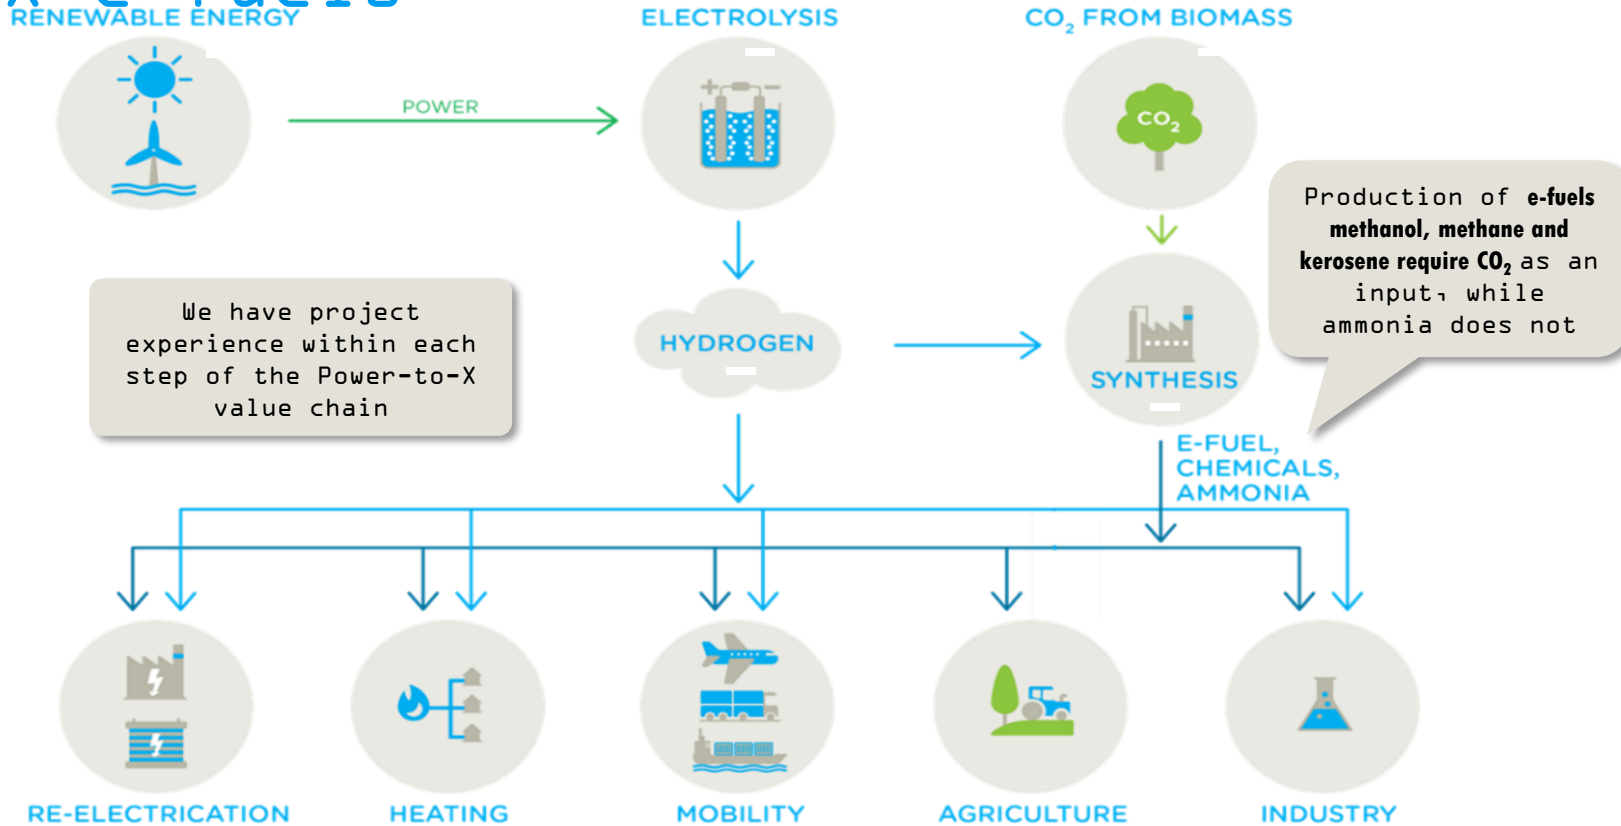 RENEWABLE ENERGY
ELECTROLYSIS
CO₂ FROM BIOMASS
POWER
CO₂
Production of e-fuels
methanol, methane and
kerosene require CO₂ as an
input, while
ammonia does not
We have project
experience within each
step of the Power-to-X
value chain
HYDROGEN
SYNTHESIS
E-FUEL,
CHEMICALS,
AMMONIA
RE-ELECTRICATION
HEATING
MOBILITY
AGRICULTURE
INDUSTRY